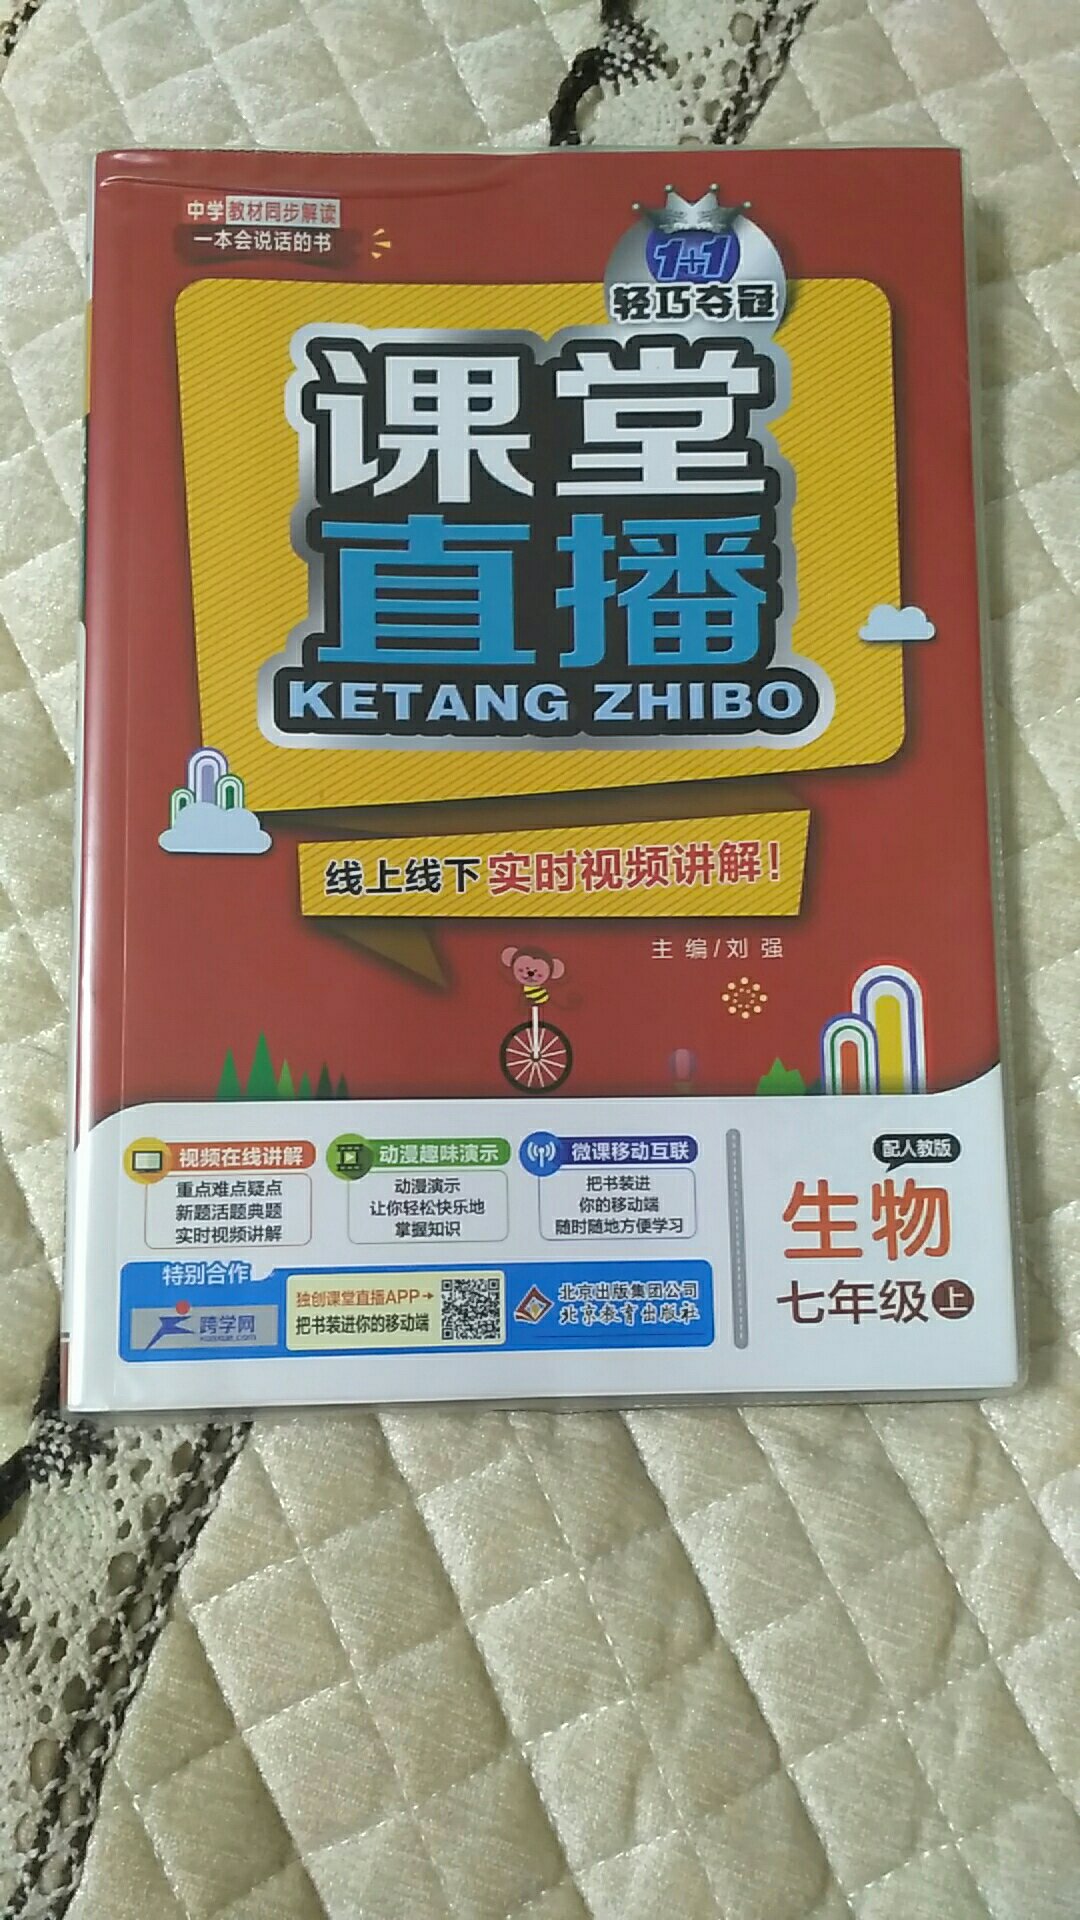 中学教材同步解读
一本会说话的书
1+1
轻巧夺冠
课堂
直播
KETANG ZHIBO
线上线下 实时视频讲解!
主 编/刘 强
视频在线讲解
重点难点疑点
新题活题典题
实时视频讲解
动漫趣味演示
动漫演示
让你轻松快乐地
掌握知识
微课移动互联
把书装进
你的移动端
随时随地方便学习
配人教版
生物
七年级 上
特别合作
跨学网
独创课堂直播APP→
把书装进你的移动端
北京出版集团公司
北京教育出版社